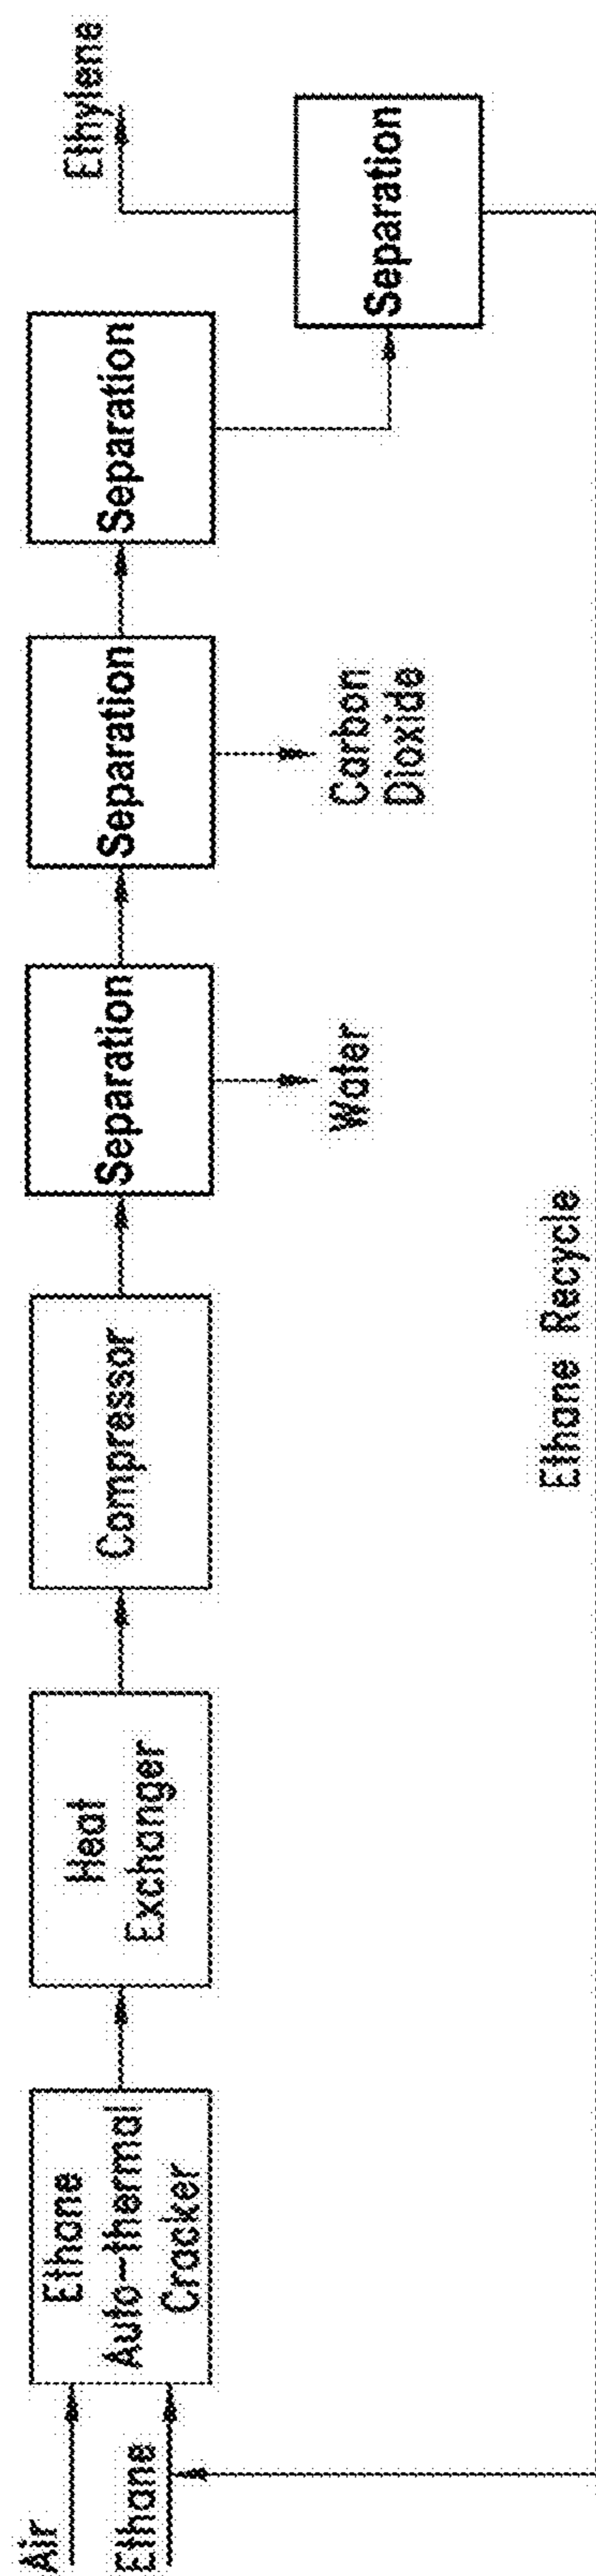 Air
Ethane
Ethane
Auto-thermal
Cracker
Heat
Exchanger
Compressor
Separation
Water
Separation
Carbon
Dioxide
Separation
Separation
Ethylene
Ethane Recycle